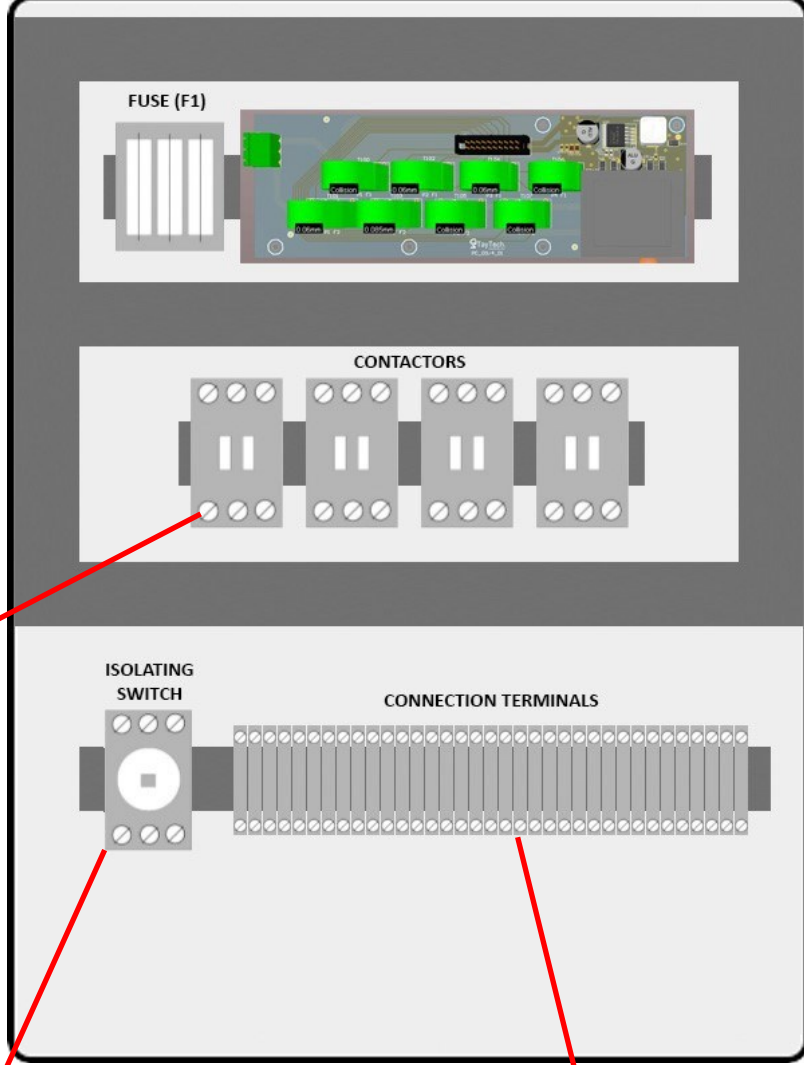 FUSE (F1)
Collision
0.06mm
0.06mm
Collision
0.06mm
0.085mm
Collision
Collision
TayTech
CONTACTORS
ISOLATING
SWITCH
CONNECTION TERMINALS